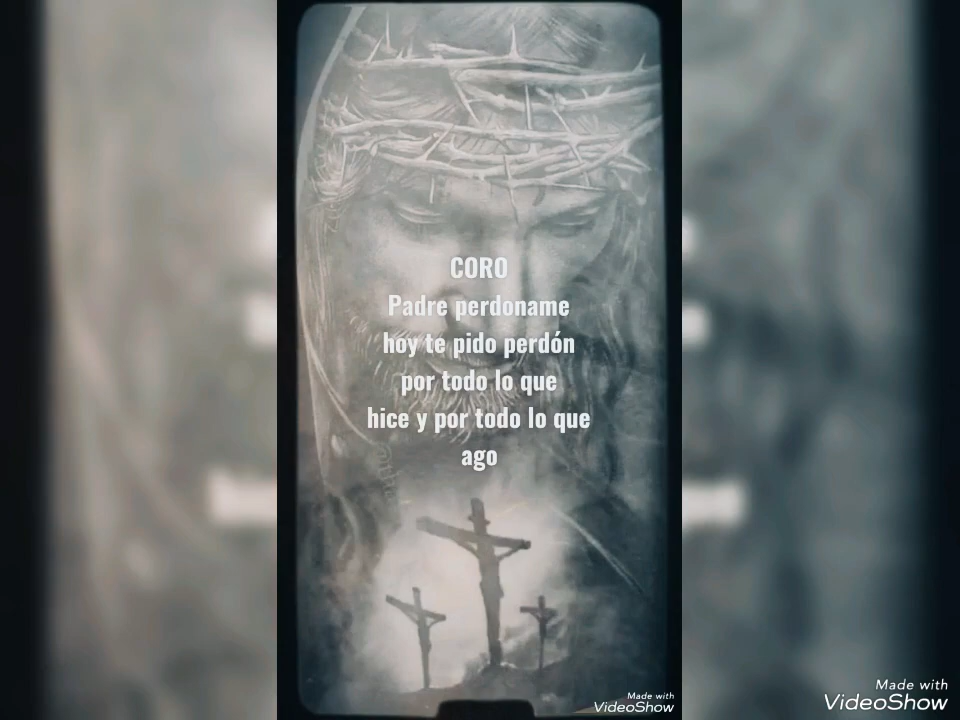 CORO
Padre perdoname
hoy te pido perdón
por todo lo que
hice y por todo lo que
ago
Made with
VideoShow
Made with
VideoShow